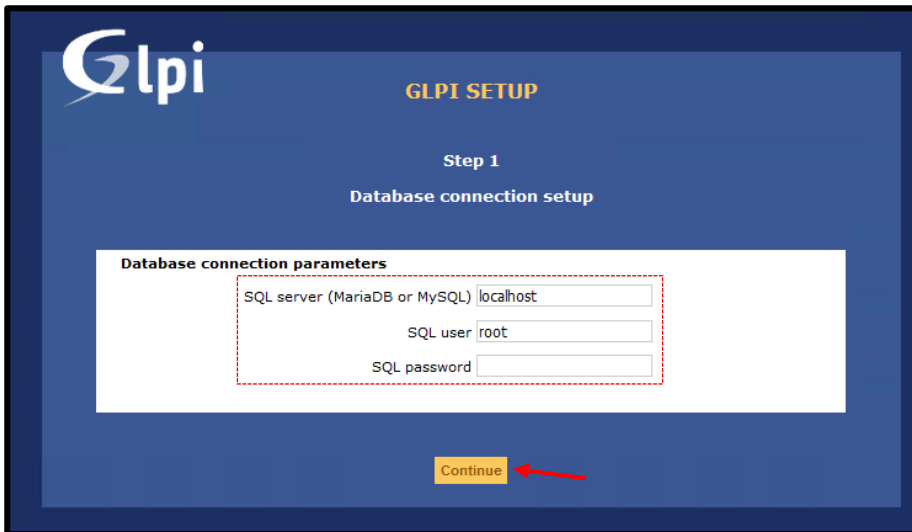 Glpi
GLPI SETUP
Step 1
Database connection setup
Database connection parameters
SQL server (MariaDB or MySQL) localhost
SQL user root
SQL password
Continue